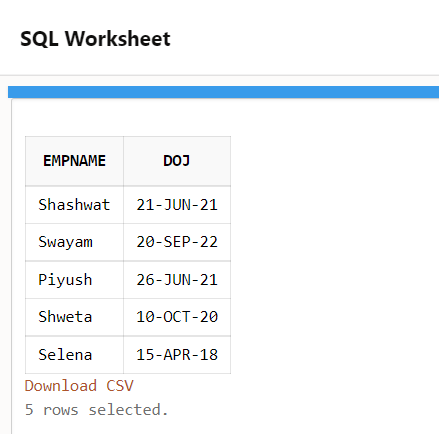 SQL Worksheet
EMPNAME DOJ
Shashwat 21-JUN-21
Swayam 20-SEP-22
Piyush 26-JUN-21
Shweta 10-OCT-20
Selena 15-APR-18
Download CSV
5 rows selected.